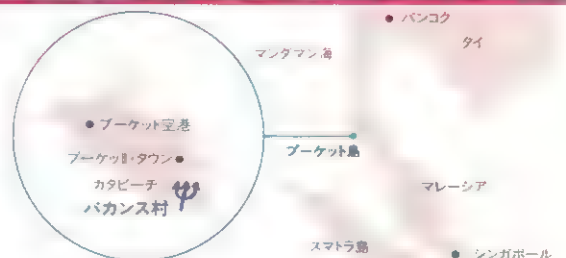 バンコク
タイ
マンダマン海
プーケット空港
プーケット・タウン
プーケット島
カタビーチ
バカンス村
マレーシア
スマトラ島
シンガポール